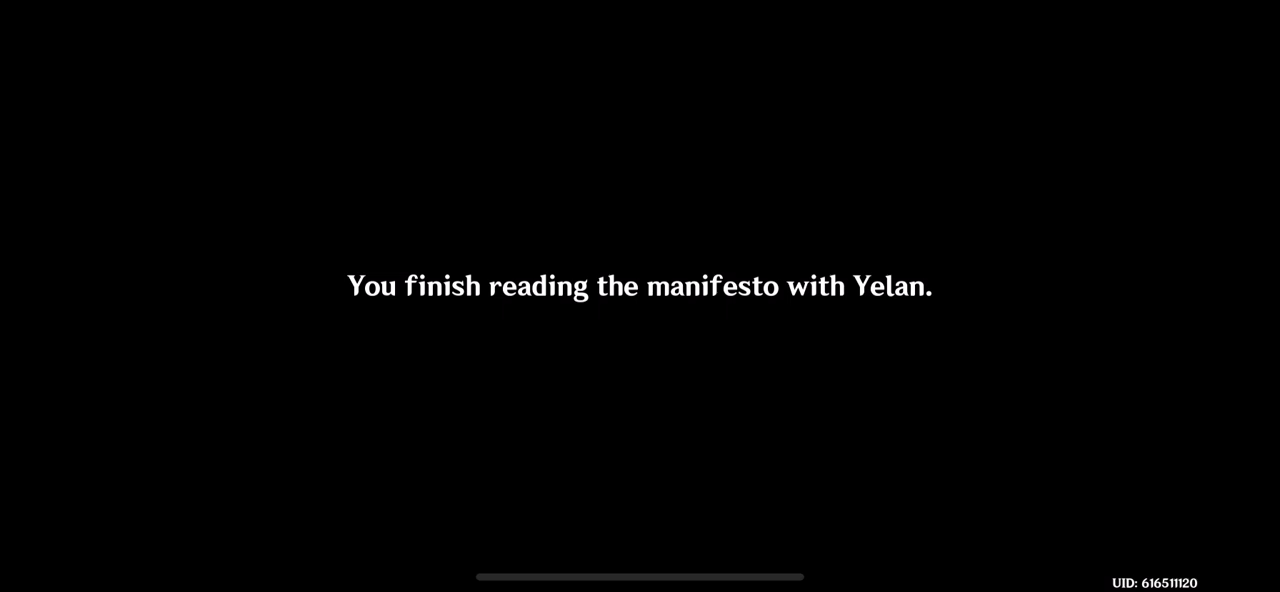 You finish reading the manifesto with Yelan.
UID: 616511120